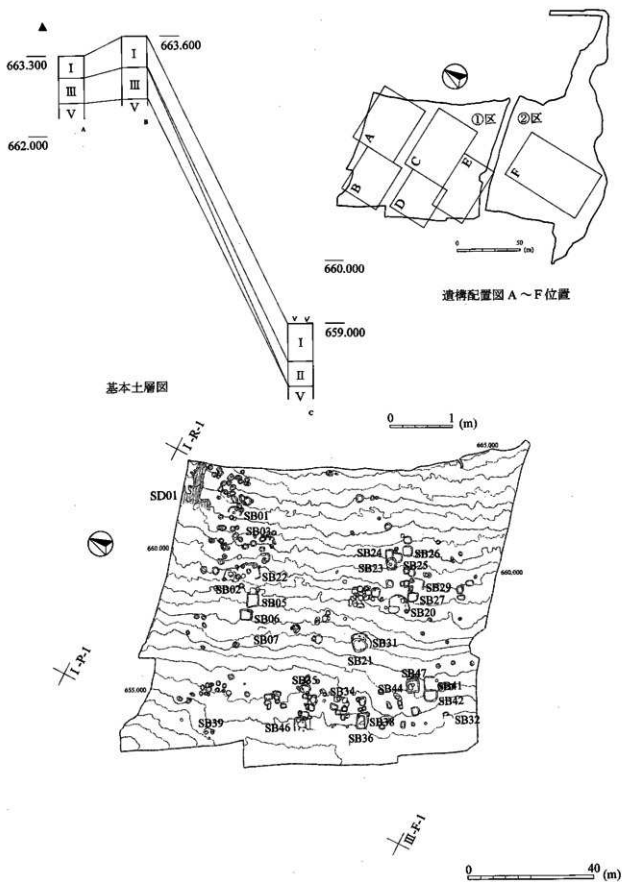 ▲
663.300
663.600
662.000
I
III
V
A
I
III
V
B
660.000
659.000
I
II
V
C
基本土層図
0 1 (m)
①区
②区
A
B
C
D
E
F
0 50 (m)
遺構配置図 A～F位置
I-R-1
665.000
SD01
SB01
SB03
660.000
SB24
SB26
SB23
SB25
660.000
SB22
SB02
SB29
SB05
SB27
SB06
SB20
SB07
SB31
SB21
I-P-1
SB47
SB35
655.000
SB34
SB44
SB41
SB42
SB39
SB46
SB38
SB32
SB36
III-F-1
0 40 (m)